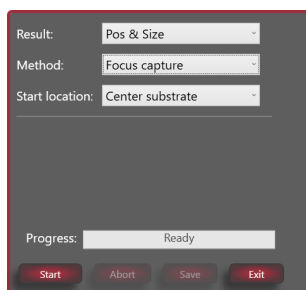 Result: Pos & Size
Method: Focus capture
Start location: Center substrate
Progress: Ready
Start Abort Save Exit